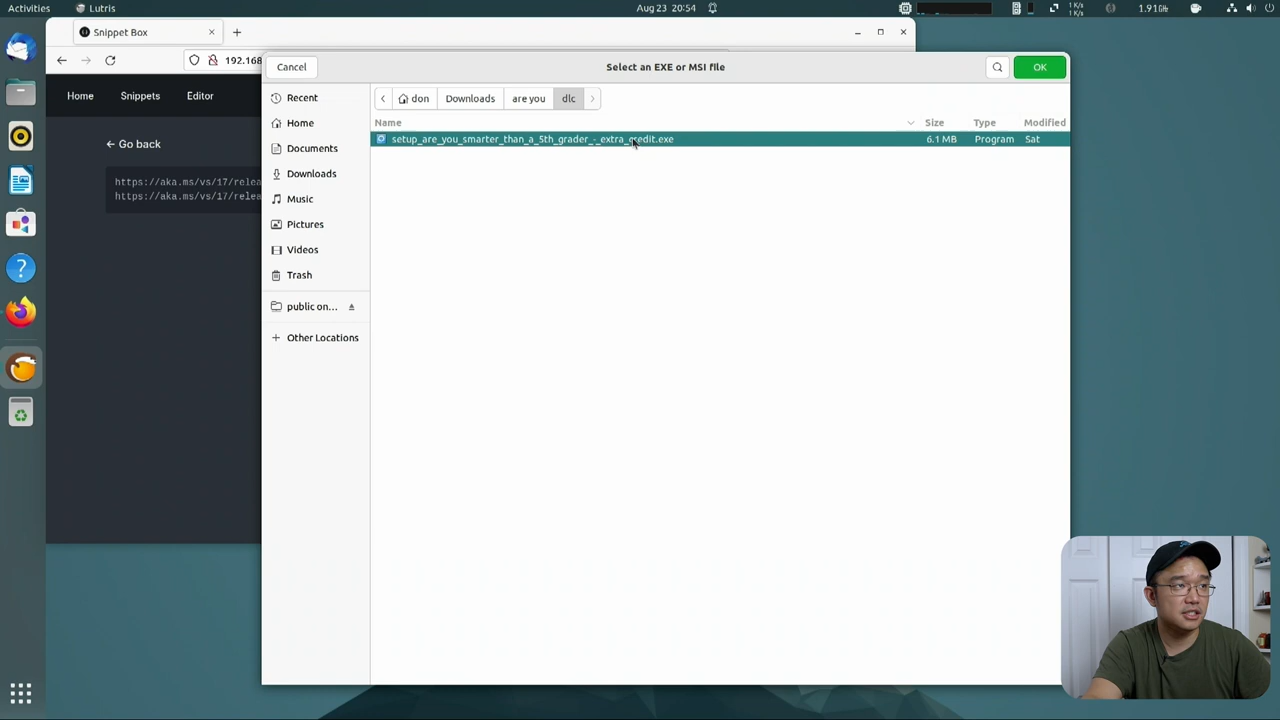 Activities Lutris Aug 23 20:54 1 K/s 1 K/s 1.91 GHz
Snippet Box
192.168
Cancel Select an EXE or MSI file OK
Home Snippets Editor
Recent
Home
Documents
Downloads
Music
Pictures
Videos
Trash
public on...
Other Locations
don Downloads are you dlc
Name Size Type Modified
setup_are_you_smarter_than_a_5th_grader_-_extra_credit.exe 6.1 MB Program Sat
← Go back
https://aka.ms/vs/17/relea
https://aka.ms/vs/17/relea